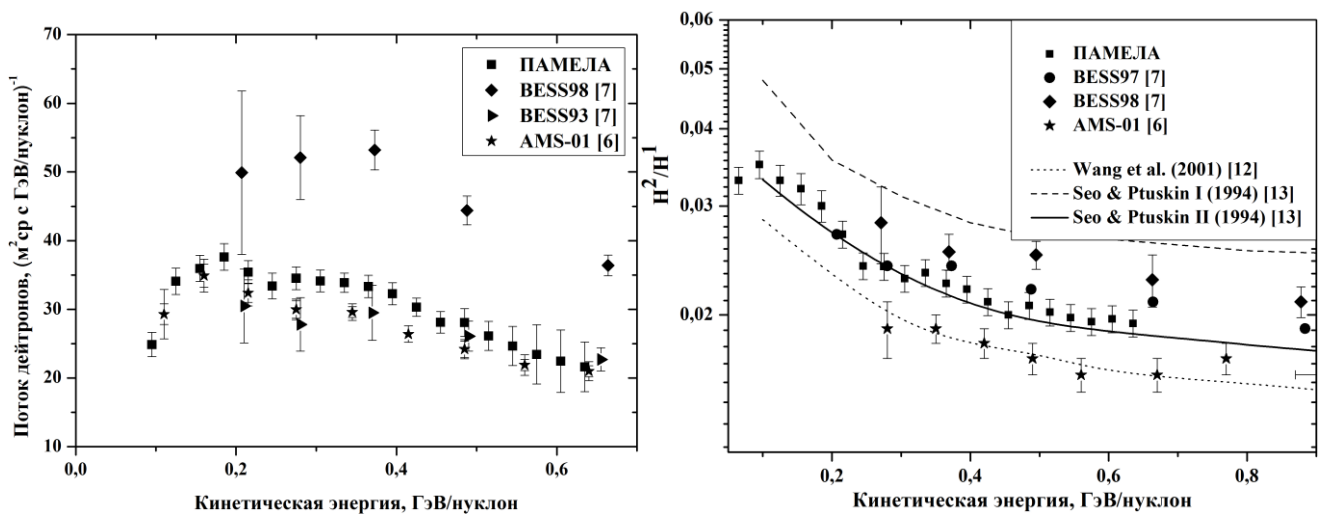 70
60
50
40
30
20
10
0,0
0,2
0,4
0,6
Поток дейтронов, (м² ср с ГэВ/нуклон)⁻¹
Кинетическая энергия, ГэВ/нуклон
ПАМЕЛА
BESS98 [7]
BESS93 [7]
AMS-01 [6]
0,06
0,05
0,04
0,03
0,02
0,2
0,4
0,6
0,8
H²/H¹
Кинетическая энергия, ГэВ/нуклон
ПАМЕЛА
BESS97 [7]
BESS98 [7]
AMS-01 [6]
Wang et al. (2001) [12]
Seo & Ptuskin I (1994) [13]
Seo & Ptuskin II (1994) [13]